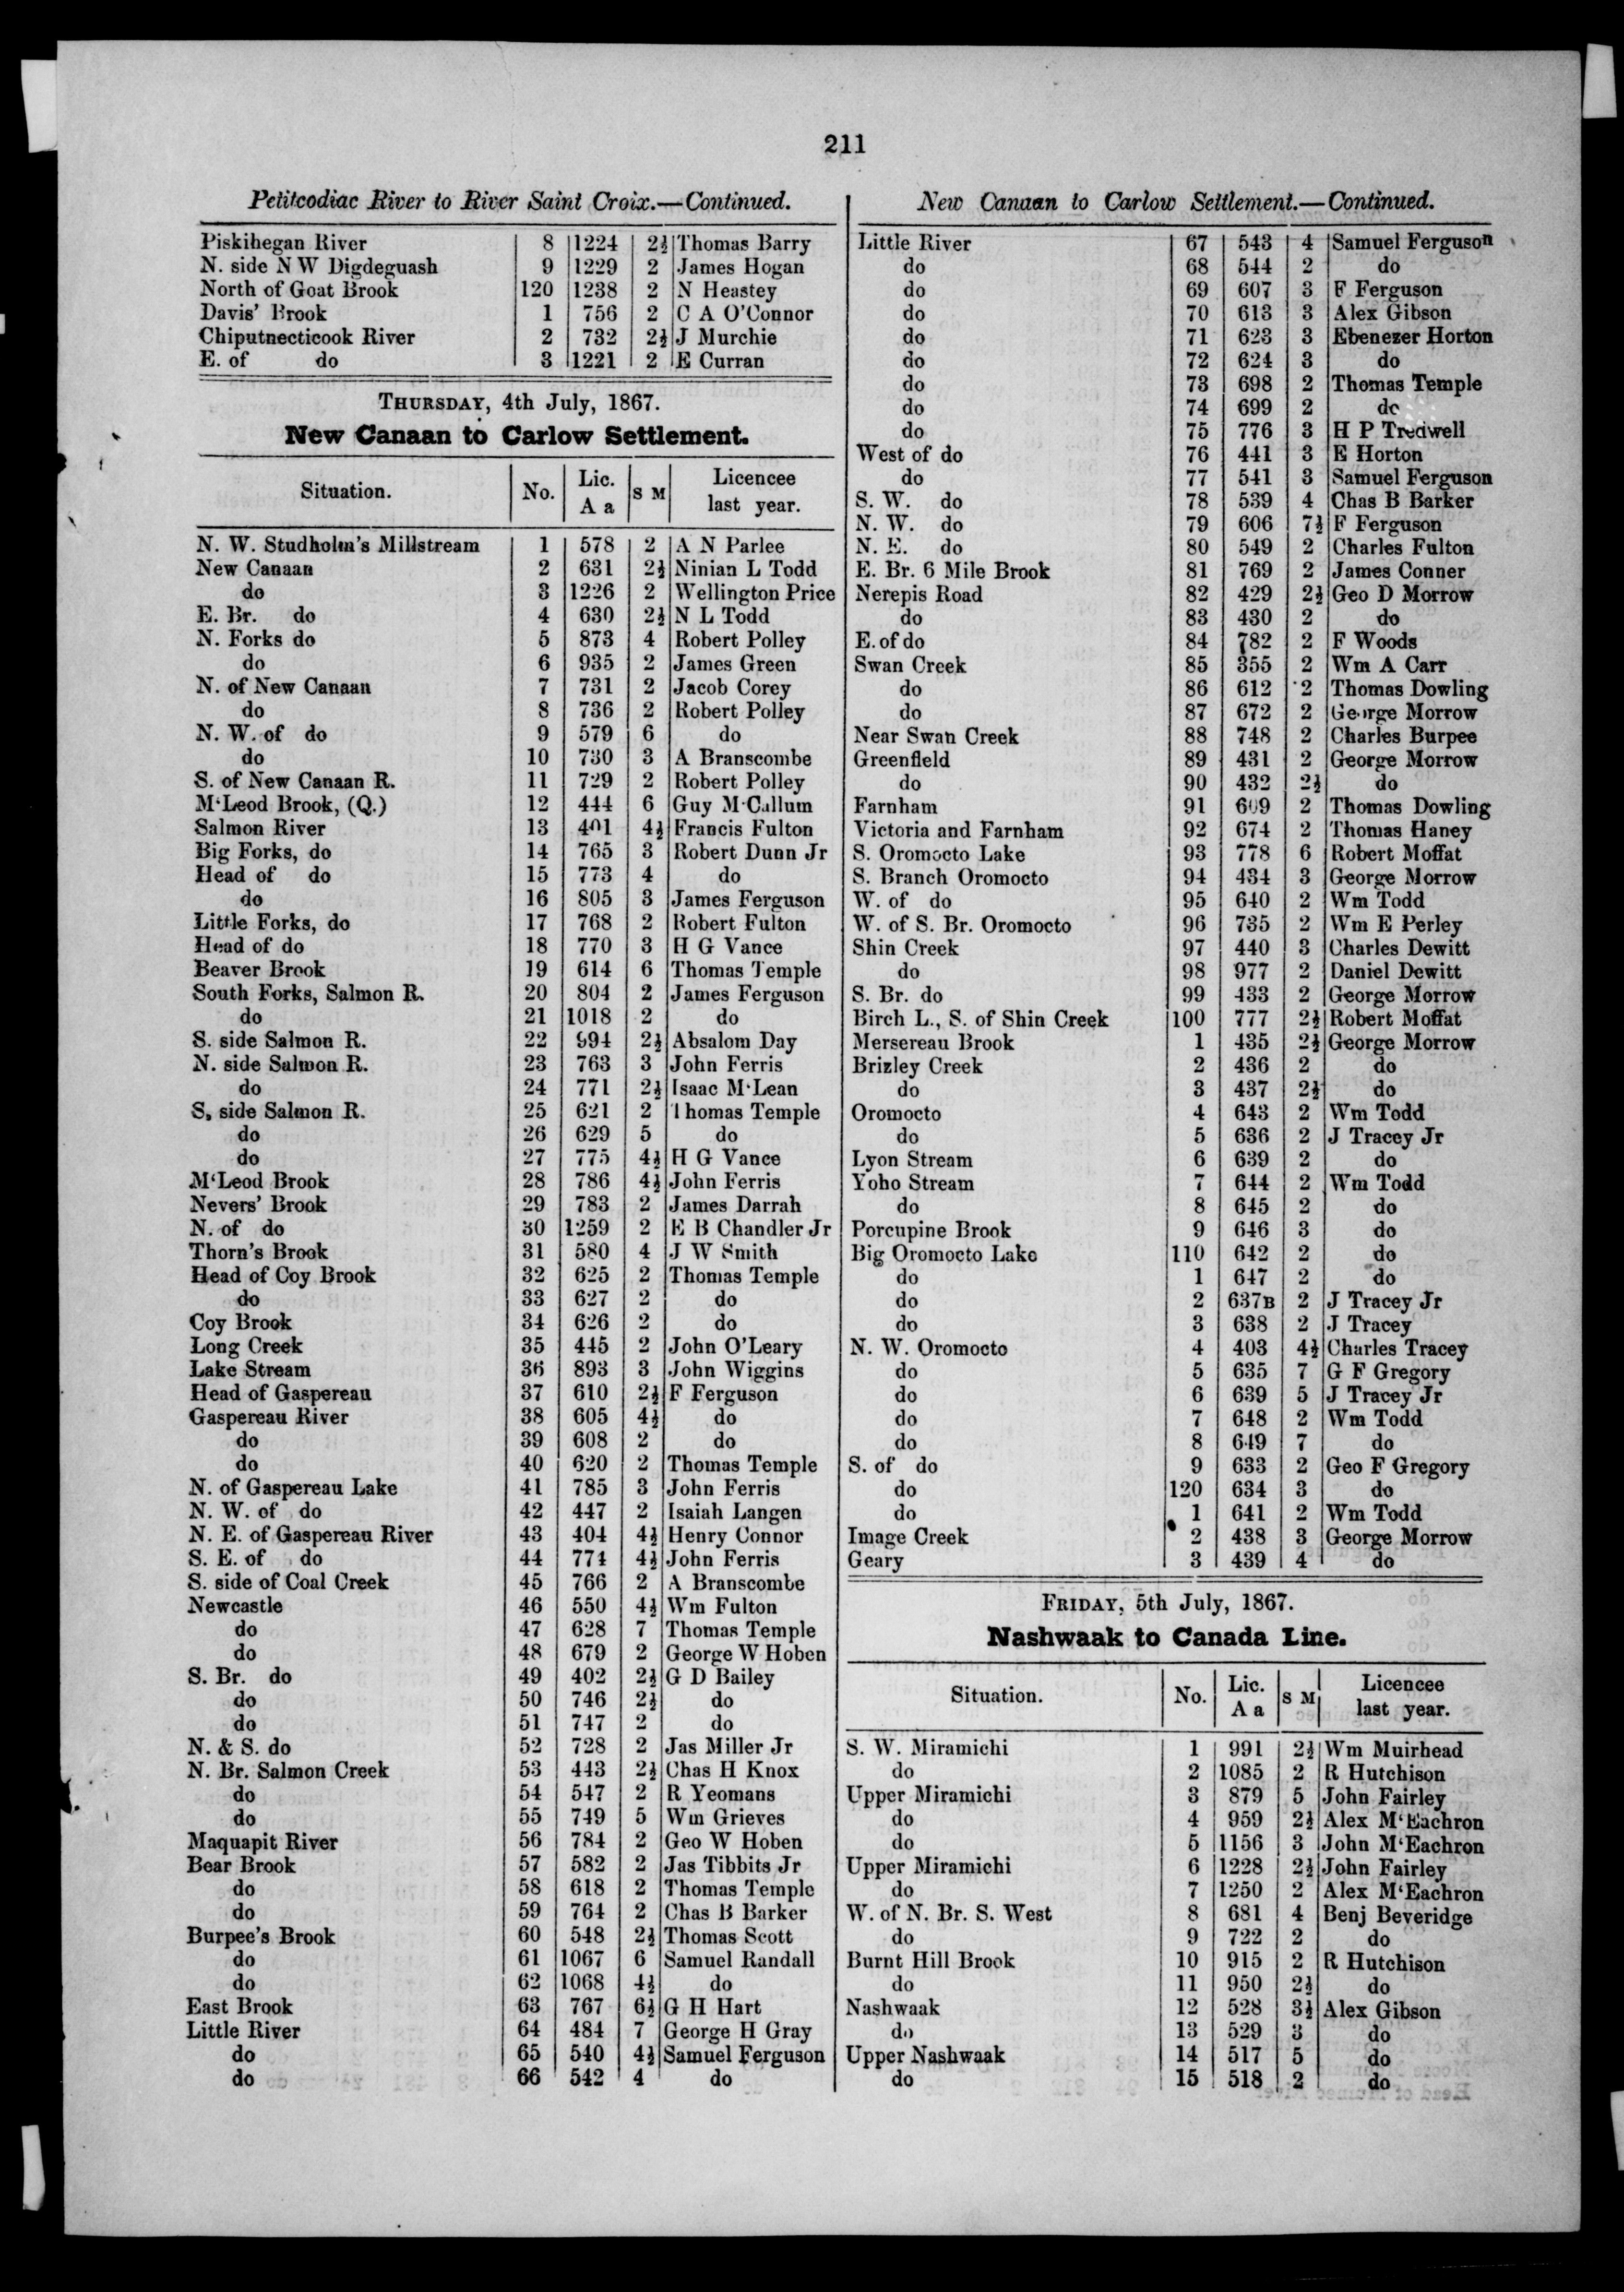 211
Petitcodiac River to River Saint Croix.—Continued.
Piskihegan River 8 1224 2½ Thomas Barry
N. side N W Digdeguash 9 1229 2 James Hogan
North of Goat Brook 120 1238 2 N Heastey
Davis' Brook 1 756 2 C A O'Connor
Chiputnecticook River 2 732 2½ J Murchie
E. of do 3 1221 2 E Curran
THURSDAY, 4th July, 1867.
New Canaan to Carlow Settlement.
Situation. No. Lic. A a S M Licencee last year.
N. W. Studholm's Millstream 1 578 2 A N Parlee
New Canaan 2 631 2½ Ninian L Todd
do 3 1226 2 Wellington Price
E. Br. do 4 630 2½ N L Todd
N. Forks do 5 873 4 Robert Polley
do 6 935 2 James Green
N. of New Canaan 7 731 2 Jacob Corey
do 8 736 2 Robert Polley
N. W. of do 9 579 6 do
do 10 730 3 A Branscombe
S. of New Canaan R. 11 729 2 Robert Polley
M'Leod Brook, (Q.) 12 444 6 Guy M'Callum
Salmon River 13 401 4½ Francis Fulton
Big Forks, do 14 765 3 Robert Dunn Jr
Head of do 15 773 4 do
do 16 805 3 James Ferguson
Little Forks, do 17 768 2 Robert Fulton
Head of do 18 770 3 H G Vance
Beaver Brook 19 614 6 Thomas Temple
South Forks, Salmon R. 20 804 2 James Ferguson
do 21 1018 2 do
S. side Salmon R. 22 994 2½ Absalom Day
N. side Salmon R. 23 763 3 John Ferris
do 24 771 2½ Isaac M'Lean
S. side Salmon R. 25 621 2 Thomas Temple
do 26 629 5 do
do 27 775 4½ H G Vance
M'Leod Brook 28 786 4½ John Ferris
Nevers' Brook 29 783 2 James Darrah
N. of do 30 1259 2 E B Chandler Jr
Thorn's Brook 31 580 4 J W Smith
Head of Coy Brook 32 625 2 Thomas Temple
do 33 627 2 do
Coy Brook 34 626 2 do
Long Creek 35 445 2 John O'Leary
Lake Stream 36 893 3 John Wiggins
Head of Gaspereau 37 610 2½ F Ferguson
Gaspereau River 38 605 4½ do
do 39 608 2 do
do 40 620 2 Thomas Temple
N. of Gaspereau Lake 41 785 3 John Ferris
N. W. of do 42 447 2 Isaiah Langen
N. E. of Gaspereau River 43 404 4½ Henry Connor
S. E. of do 44 774 4½ John Ferris
S. side of Coal Creek 45 766 2 A Branscombe
Newcastle 46 550 4½ Wm Fulton
do 47 628 7 Thomas Temple
do 48 679 2 George W Hoben
S. Br. do 49 402 2½ G D Bailey
do 50 746 2½ do
do 51 747 2 do
N. & S. do 52 728 2 Jas Miller Jr
N. Br. Salmon Creek 53 443 2½ Chas H Knox
do 54 547 2 R Yeomans
do 55 749 5 Wm Grieves
Maquapit River 56 784 2 Geo W Hoben
Bear Brook 57 582 2 Jas Tibbits Jr
do 58 618 2 Thomas Temple
do 59 764 2 Chas B Barker
Burpee's Brook 60 548 2½ Thomas Scott
do 61 1067 6 Samuel Randall
do 62 1068 4½ do
East Brook 63 767 6½ G H Hart
Little River 64 484 7 George H Gray
do 65 540 4½ Samuel Ferguson
do 66 542 4 do
New Canaan to Carlow Settlement.—Continued.
Little River 67 543 4 Samuel Ferguson
do 68 544 2 do
do 69 607 3 F Ferguson
do 70 613 3 Alex Gibson
do 71 623 3 Ebenezer Horton
do 72 624 3 do
do 73 698 2 Thomas Temple
do 74 699 2 do
do 75 776 3 H P Tredwell
West of do 76 441 3 E Horton
do 77 541 3 Samuel Ferguson
S. W. do 78 539 4 Chas B Barker
N. W. do 79 606 7½ F Ferguson
N. E. do 80 549 2 Charles Fulton
E. Br. 6 Mile Brook 81 769 2 James Conner
Nerepis Road 82 429 2½ Geo D Morrow
do 83 430 2 do
E. of do 84 782 2 F Woods
Swan Creek 85 355 2 Wm A Carr
do 86 612 2 Thomas Dowling
do 87 672 2 George Morrow
Near Swan Creek 88 748 2 Charles Burpee
Greenfield 89 431 2 George Morrow
do 90 432 2½ do
Farnham 91 609 2 Thomas Dowling
Victoria and Farnham 92 674 2 Thomas Haney
S. Oromocto Lake 93 778 6 Robert Moffat
S. Branch Oromocto 94 434 3 George Morrow
W. of do 95 640 2 Wm Todd
W. of S. Br. Oromocto 96 735 2 Wm E Perley
Shin Creek 97 440 3 Charles Dewitt
do 98 977 2 Daniel Dewitt
S. Br. do 99 433 2 George Morrow
Birch L., S. of Shin Creek 100 777 2½ Robert Moffat
Mersereau Brook 1 435 2½ George Morrow
Brizley Creek 2 436 2 do
do 3 437 2½ do
Oromocto 4 643 2 Wm Todd
do 5 636 2 J Tracey Jr
Lyon Stream 6 639 2 do
Yoho Stream 7 644 2 Wm Todd
do 8 645 2 do
Porcupine Brook 9 646 3 do
Big Oromocto Lake 110 642 2 do
do 1 647 2 do
do 2 637B 2 J Tracey Jr
do 3 638 2 J Tracey
N. W. Oromocto 4 403 4½ Charles Tracey
do 5 635 7 G F Gregory
do 6 639 5 J Tracey Jr
do 7 648 2 Wm Todd
do 8 649 7 do
S. of do 9 633 2 Geo F Gregory
do 120 634 3 do
do 1 641 2 Wm Todd
Image Creek 2 438 3 George Morrow
Geary 3 439 4 do
FRIDAY, 5th July, 1867.
Nashwaak to Canada Line.
Situation. No. Lic. A a S M Licencee last year.
S. W. Miramichi 1 991 2½ Wm Muirhead
do 2 1085 2 R Hutchison
Upper Miramichi 3 879 5 John Fairley
do 4 959 2½ Alex M'Eachron
do 5 1156 3 John M'Eachron
Upper Miramichi 6 1228 2½ John Fairley
do 7 1250 2 Alex M'Eachron
W. of N. Br. S. West 8 681 4 Benj Beveridge
do 9 722 2 do
Burnt Hill Brook 10 915 2 R Hutchison
do 11 950 2½ do
Nashwaak 12 528 3½ Alex Gibson
do 13 529 3 do
Upper Nashwaak 14 517 5 do
do 15 518 2 do